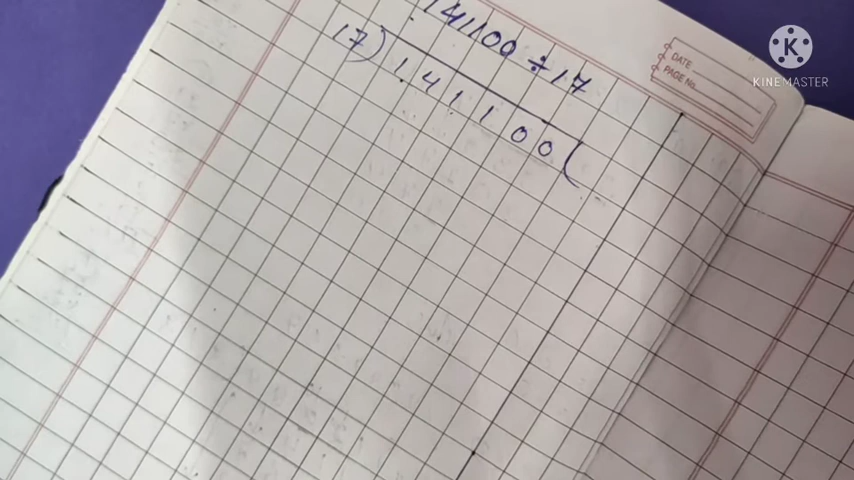 141100 ÷ 17
17)141100(
DATE
PAGE No.
K
KINEMASTER